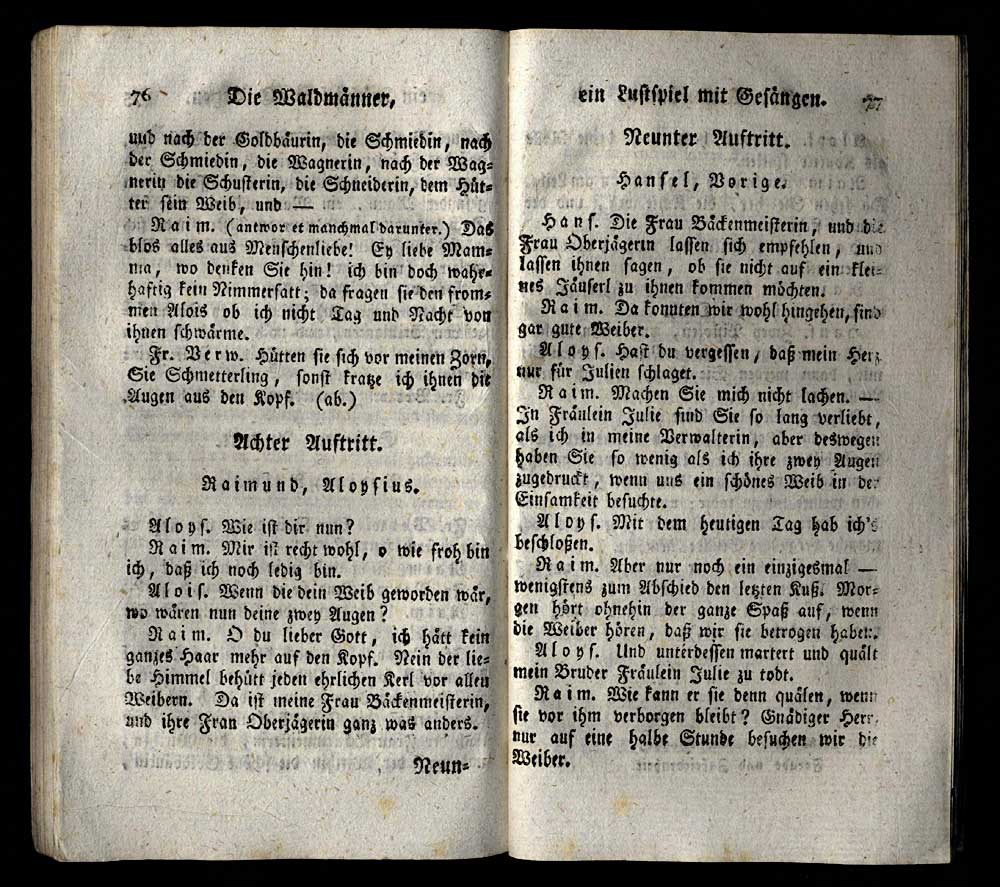 76 Die Waldmänner,
und nach der Goldbäurin, die Schmiedin, nach
der Schmiedin, die Wagnerin, nach der Wag-
nerin die Schusterin, die Schneiderin, dem Hüt-
ter sein Weib, und —
Raim. (antwor et manchmal darunter.) Das
blos alles aus Menschenliebe! Ey liebe Mam-
ma, wo denken Sie hin! ich bin doch wahr-
haftig kein Nimmersatt; da fragen sie den from-
men Alois ob ich nicht Tag und Nacht von
ihnen schwärme.
Fr. Verw. Hütten sie sich vor meinen Zorn,
Sie Schmetterling, sonst kratze ich ihnen die
Augen aus den Kopf. (ab.)
Achter Auftritt.
Raimund, Aloysius.
Aloys. Wie ist dir nun?
Raim. Mir ist recht wohl, o wie froh bin
ich, daß ich noch ledig bin.
Alois. Wenn die dein Weib geworden wär,
wo wären nun deine zwey Augen?
Raim. O du lieber Gott, ich hätt kein
ganzes Haar mehr auf den Kopf. Nein der lie-
be Himmel behütt jeden ehrlichen Kerl vor allen
Weibern. Da ist meine Frau Bäckenmeisterin,
und ihre Frau Oberjägerin ganz was anders.
Neun-
ein Lustspiel mit Gesängen. 77
Neunter Auftritt.
Hansel, Vorige.
Hans. Die Frau Bäckenmeisterin, und die
Frau Oberjägerin lassen sich empfehlen, und
lassen ihnen sagen, ob sie nicht auf ein klei-
nes Jäuserl zu ihnen kommen möchten.
Raim. Da konnten wir wohl hingehen, sind
gar gute Weiber.
Aloys. Hast du vergessen, daß mein Herz
nur für Julien schlaget.
Raim. Machen Sie mich nicht lachen. —
In Fräulein Julie sind Sie so lang verliebt,
als ich in meine Verwalterin, aber deswegen
haben Sie so wenig als ich ihre zwey Augen
zugedruckt, wenn uns ein schönes Weib in der
Einsamkeit besuchte.
Aloys. Mit dem heutigen Tag hab ich's
beschloßen.
Raim. Aber nur noch ein einzigesmal —
wenigstens zum Abschied den letzten Kuß. Mor-
gen hört ohnehin der ganze Spaß auf, wenn
die Weiber hören, daß wir sie betrogen haben.
Aloys. Und unterdessen martert und quält
mein Bruder Fräulein Julie zu todt.
Raim. Wie kann er sie denn quälen, wenn
sie vor ihm verborgen bleibt? Gnädiger Herr,
nur auf eine halbe Stunde besuchen wir die
Weiber.